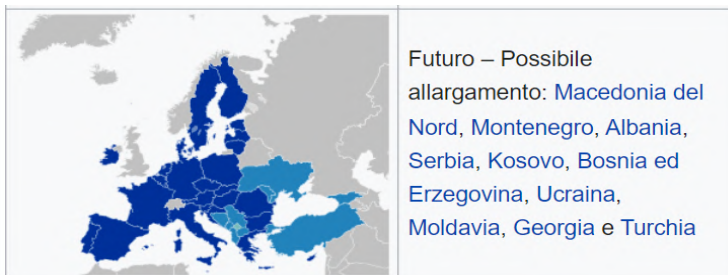 Futuro – Possibile
allargamento: Macedonia del
Nord, Montenegro, Albania,
Serbia, Kosovo, Bosnia ed
Erzegovina, Ucraina,
Moldavia, Georgia e Turchia